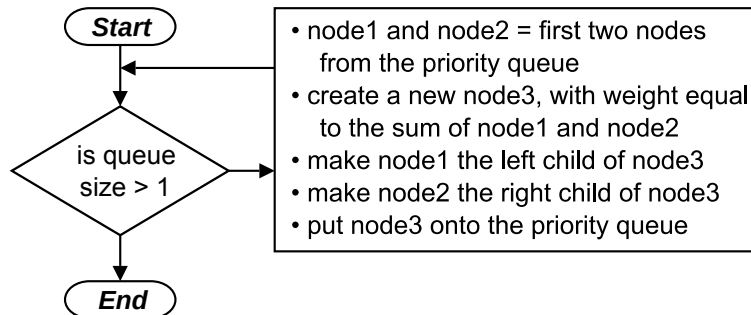 Start
is queue
size > 1
• node1 and node2 = first two nodes
from the priority queue
• create a new node3, with weight equal
to the sum of node1 and node2
• make node1 the left child of node3
• make node2 the right child of node3
• put node3 onto the priority queue
End